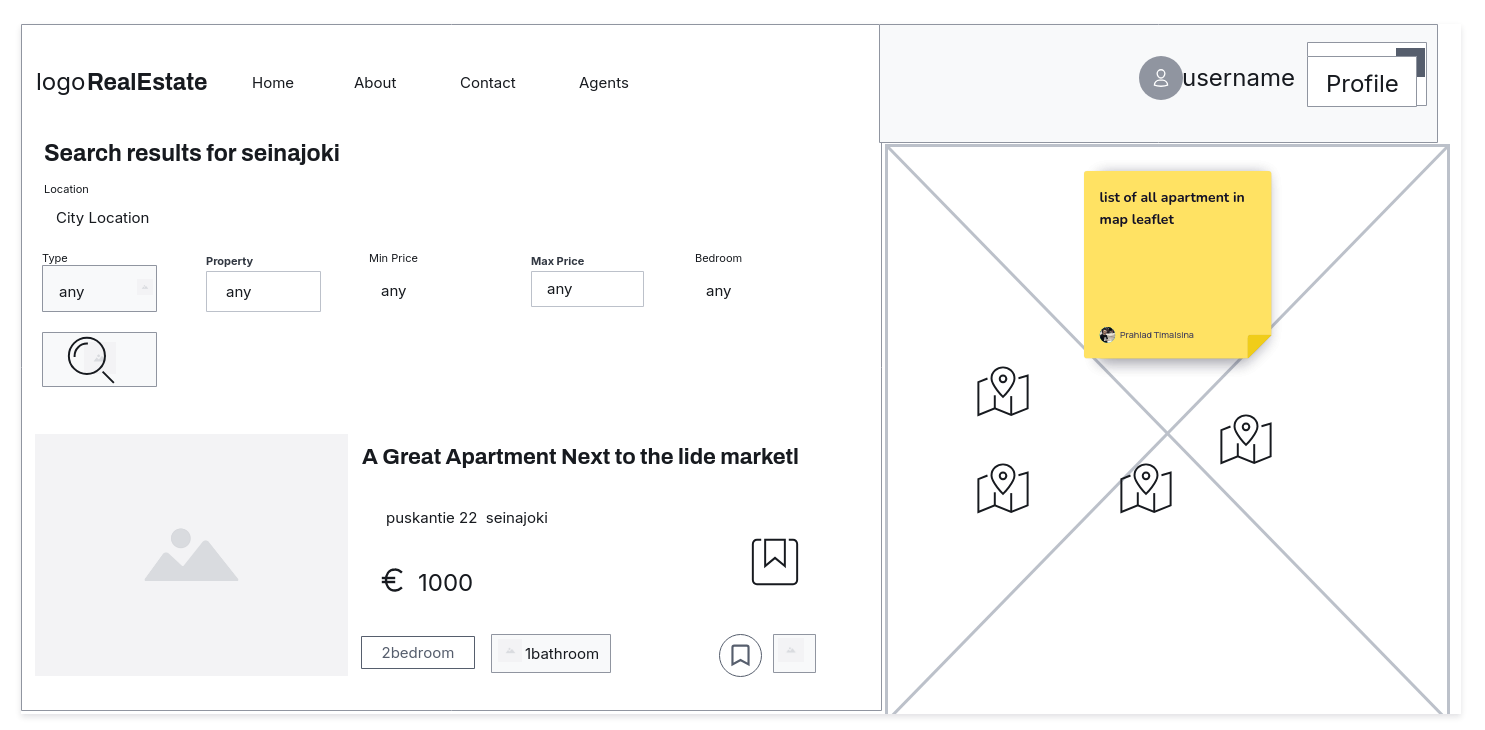 logo RealEstate Home About Contact Agents
username Profile
Search results for seinajoki
Location
City Location
Type Property Min Price Max Price Bedroom
any any any any any
A Great Apartment Next to the lide marketl
puskantie 22 seinajoki
€ 1000
2bedroom 1bathroom
list of all apartment in
map leaflet
Prahlad Timalsina